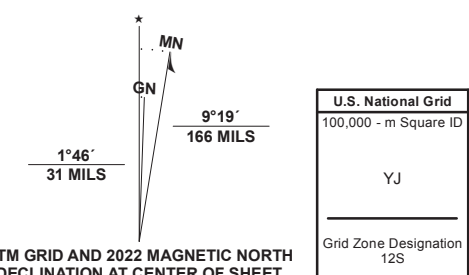 ★
MN
GN
9°19´
166 MILS
1°46´
31 MILS
TM GRID AND 2022 MAGNETIC NORTH
DECLINATION AT CENTER OF SHEET
U.S. National Grid
100,000 - m Square ID
YJ
Grid Zone Designation
12S